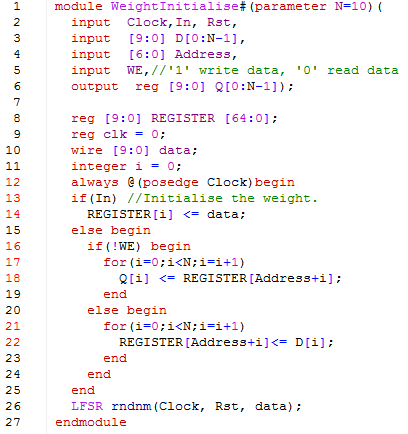 1 module WeightInitialise#(parameter N=10)(
2 input Clock,In, Rst,
3 input [9:0] D[0:N-1],
4 input [6:0] Address,
5 input WE,//'1' write data, '0' read data
6 output reg [9:0] Q[0:N-1]);
7
8 reg [9:0] REGISTER [64:0];
9 reg clk = 0;
10 wire [9:0] data;
11 integer i = 0;
12 always @(posedge Clock)begin
13 if(In) //Initialise the weight.
14 REGISTER[i] <= data;
15 else begin
16 if(!WE) begin
17 for(i=0;i<N;i=i+1)
18 Q[i] <= REGISTER[Address+i];
19 end
20 else begin
21 for(i=0;i<N;i=i+1)
22 REGISTER[Address+i]<= D[i];
23 end
24 end
25 end
26 LFSR rndnm(Clock, Rst, data);
27 endmodule